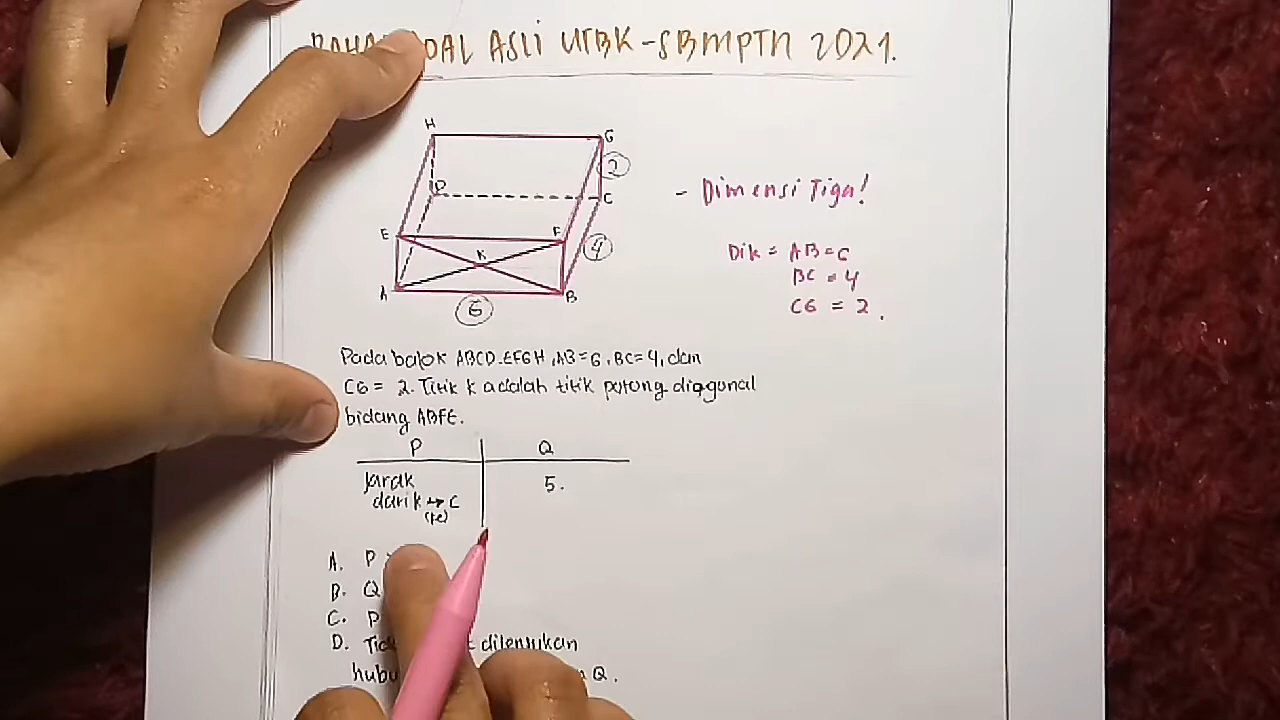 SOAL ASLI UTBK-SBMPTN 2021.
H
G
2
D
C
- Dimensi Tiga!
E
F
4
K
Dik = AB = 6
BC = 4
CG = 2.
A
B
6
Pada balok ABCD.EFGH, AB = 6, BC = 4, dan
CG = 2. Titik K adalah titik potong diagonal
bidang ABFE.
P Q
Jarak
5.
dari K → C
(ke)
A. P
B. Q
C. P
D. ditentukan
Q.